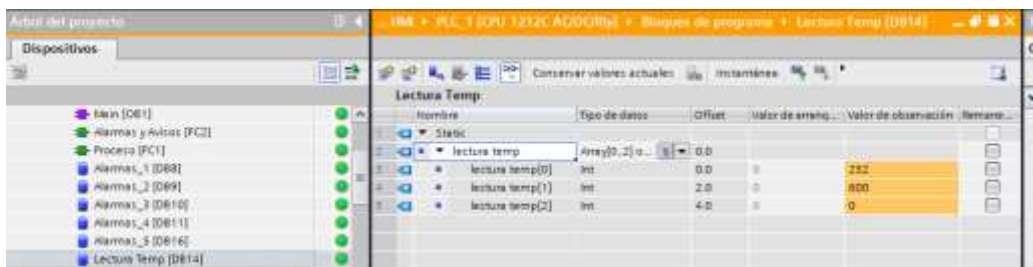 Árbol del proyecto
... HMI ▸ PLC_1 [CPU 1212C AC/DC/Rly] ▸ Bloques de programa ▸ Lectura Temp [DB14]
Dispositivos
Conservar valores actuales Instantánea
Lectura Temp
Nombre Tipo de datos Offset Valor de arranq... Valor de observación Remane...
Main [OB1]
1 Static
Alarmas y Avisos [FC2]
2 lectura temp Array[0..2] o... 0.0
Proceso [FC1]
3 lectura temp[0] Int 0.0 0 232
Alarmas_1 [DB8]
4 lectura temp[1] Int 2.0 0 600
Alarmas_2 [DB9]
5 lectura temp[2] Int 4.0 0 0
Alarmas_3 [DB10]
Alarmas_4 [DB11]
Alarmas_5 [DB16]
Lectura Temp [DB14]